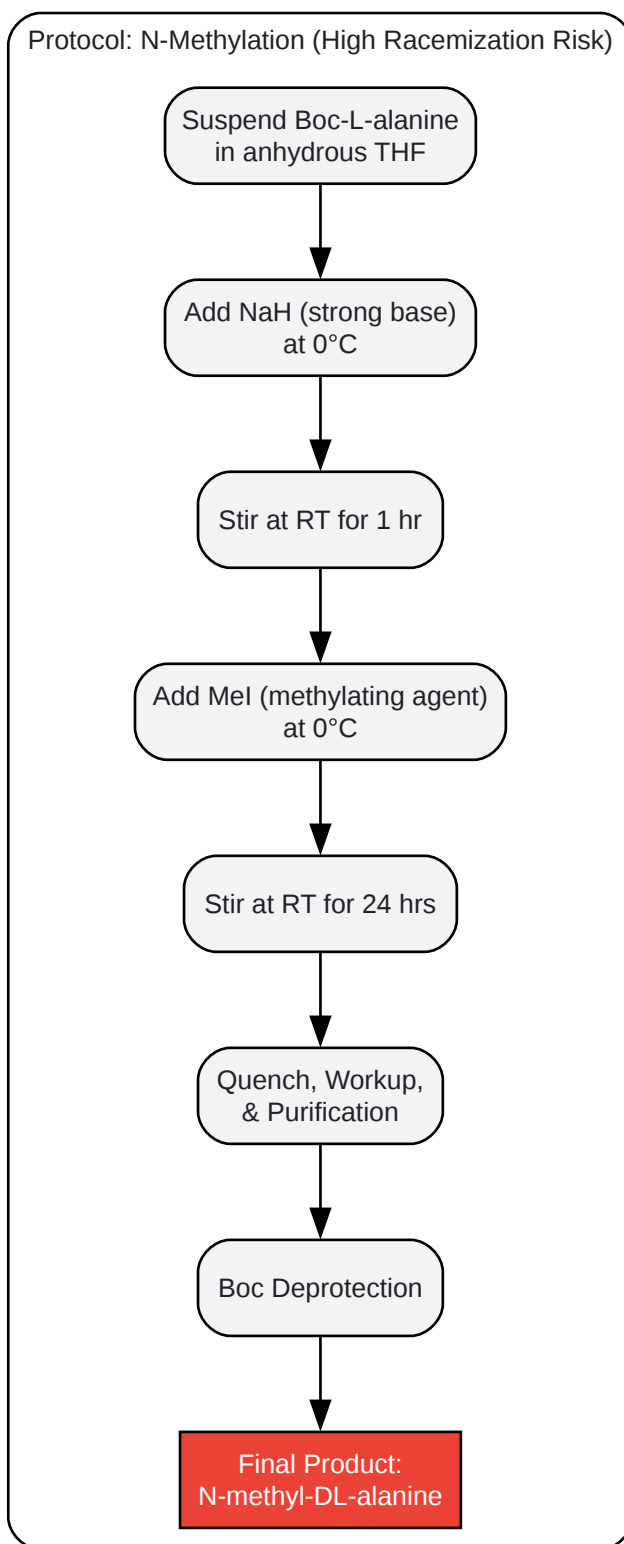 Protocol: N-Methylation (High Racemization Risk)
Suspend Boc-L-alanine
in anhydrous THF
Add NaH (strong base)
at 0°C
Stir at RT for 1 hr
Add MeI (methylating agent)
at 0°C
Stir at RT for 24 hrs
Quench, Workup,
& Purification
Boc Deprotection
Final Product:
N-methyl-DL-alanine